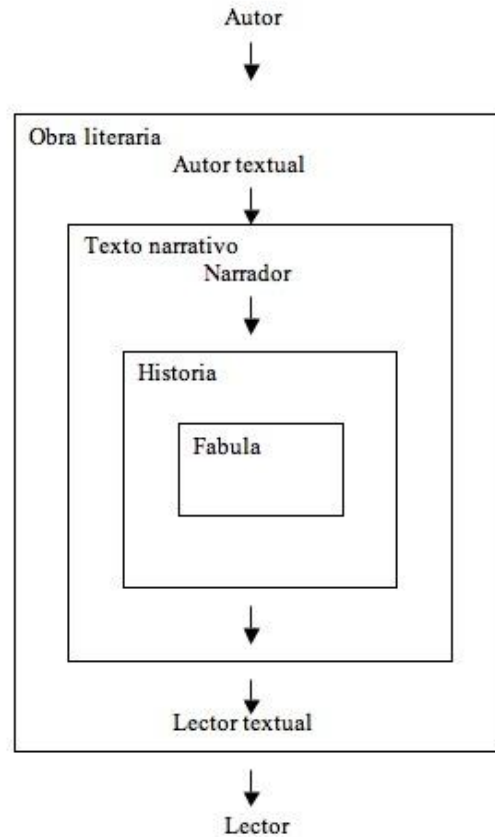 Autor
Obra literaria
Autor textual
Texto narrativo
Narrador
Historia
Fabula
Lector textual
Lector